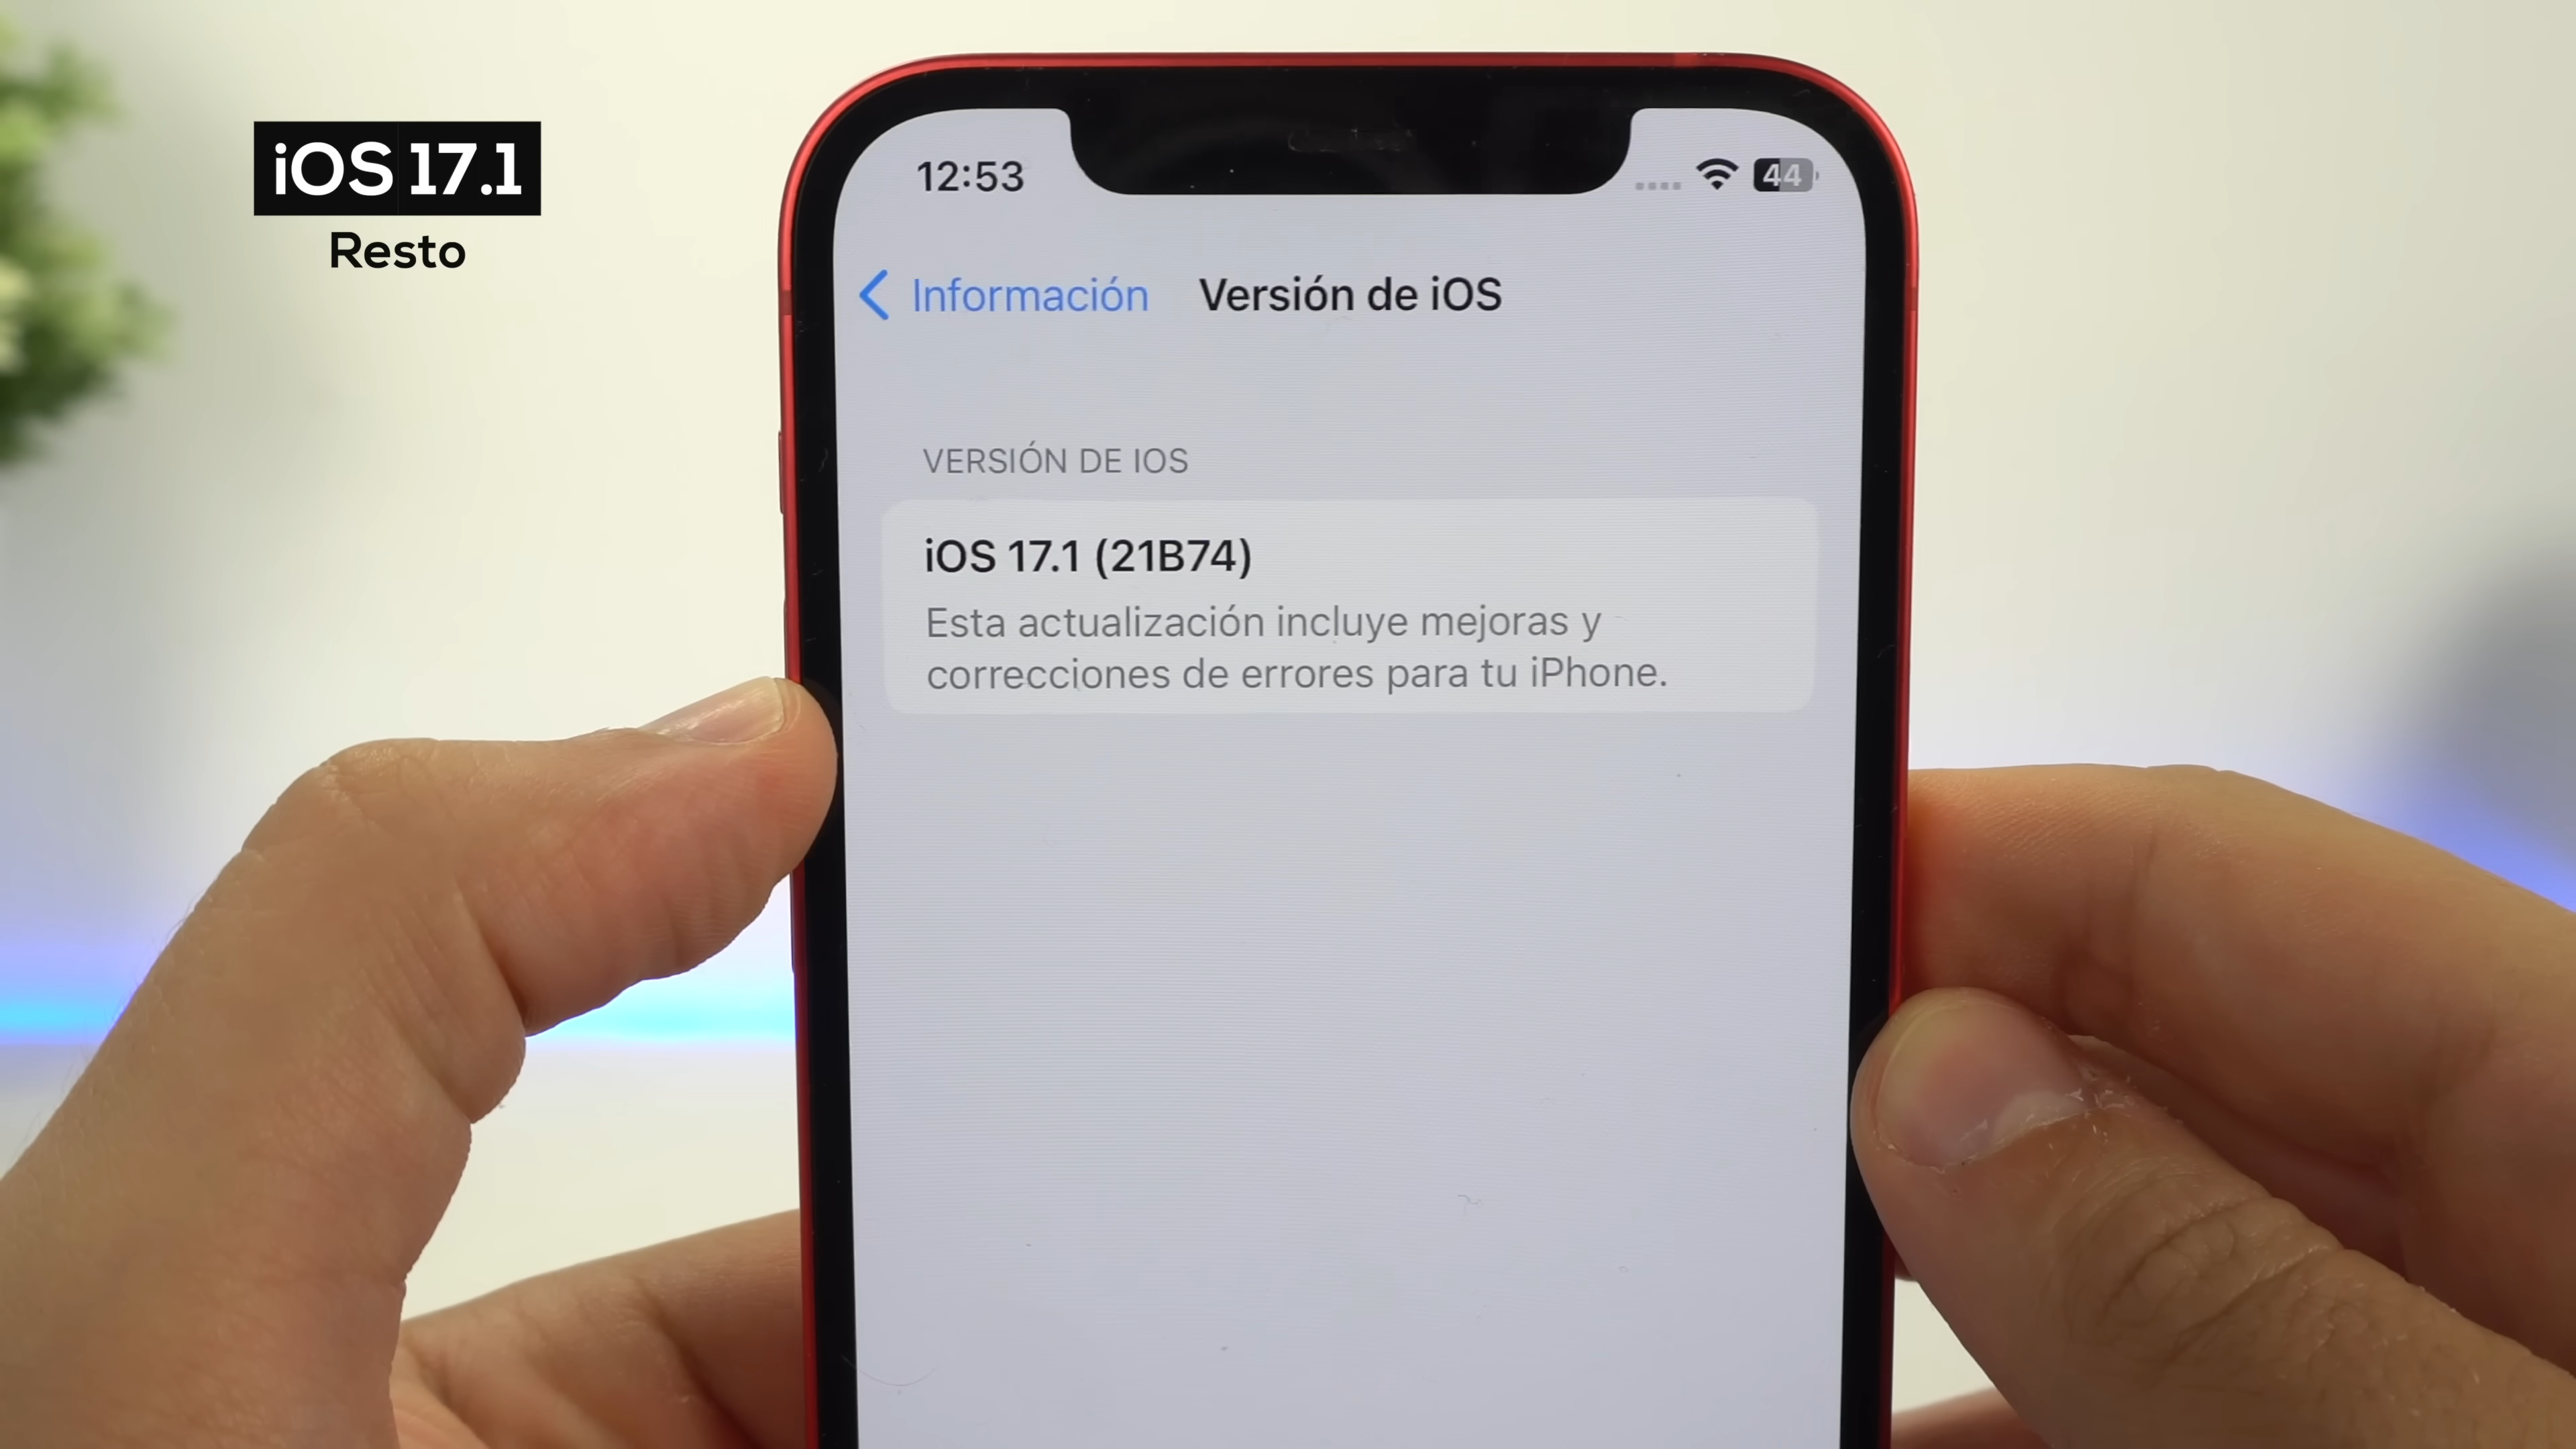 iOS 17.1
Resto
12:53
44
Información
Versión de iOS
VERSIÓN DE IOS
iOS 17.1 (21B74)
Esta actualización incluye mejoras y
correcciones de errores para tu iPhone.